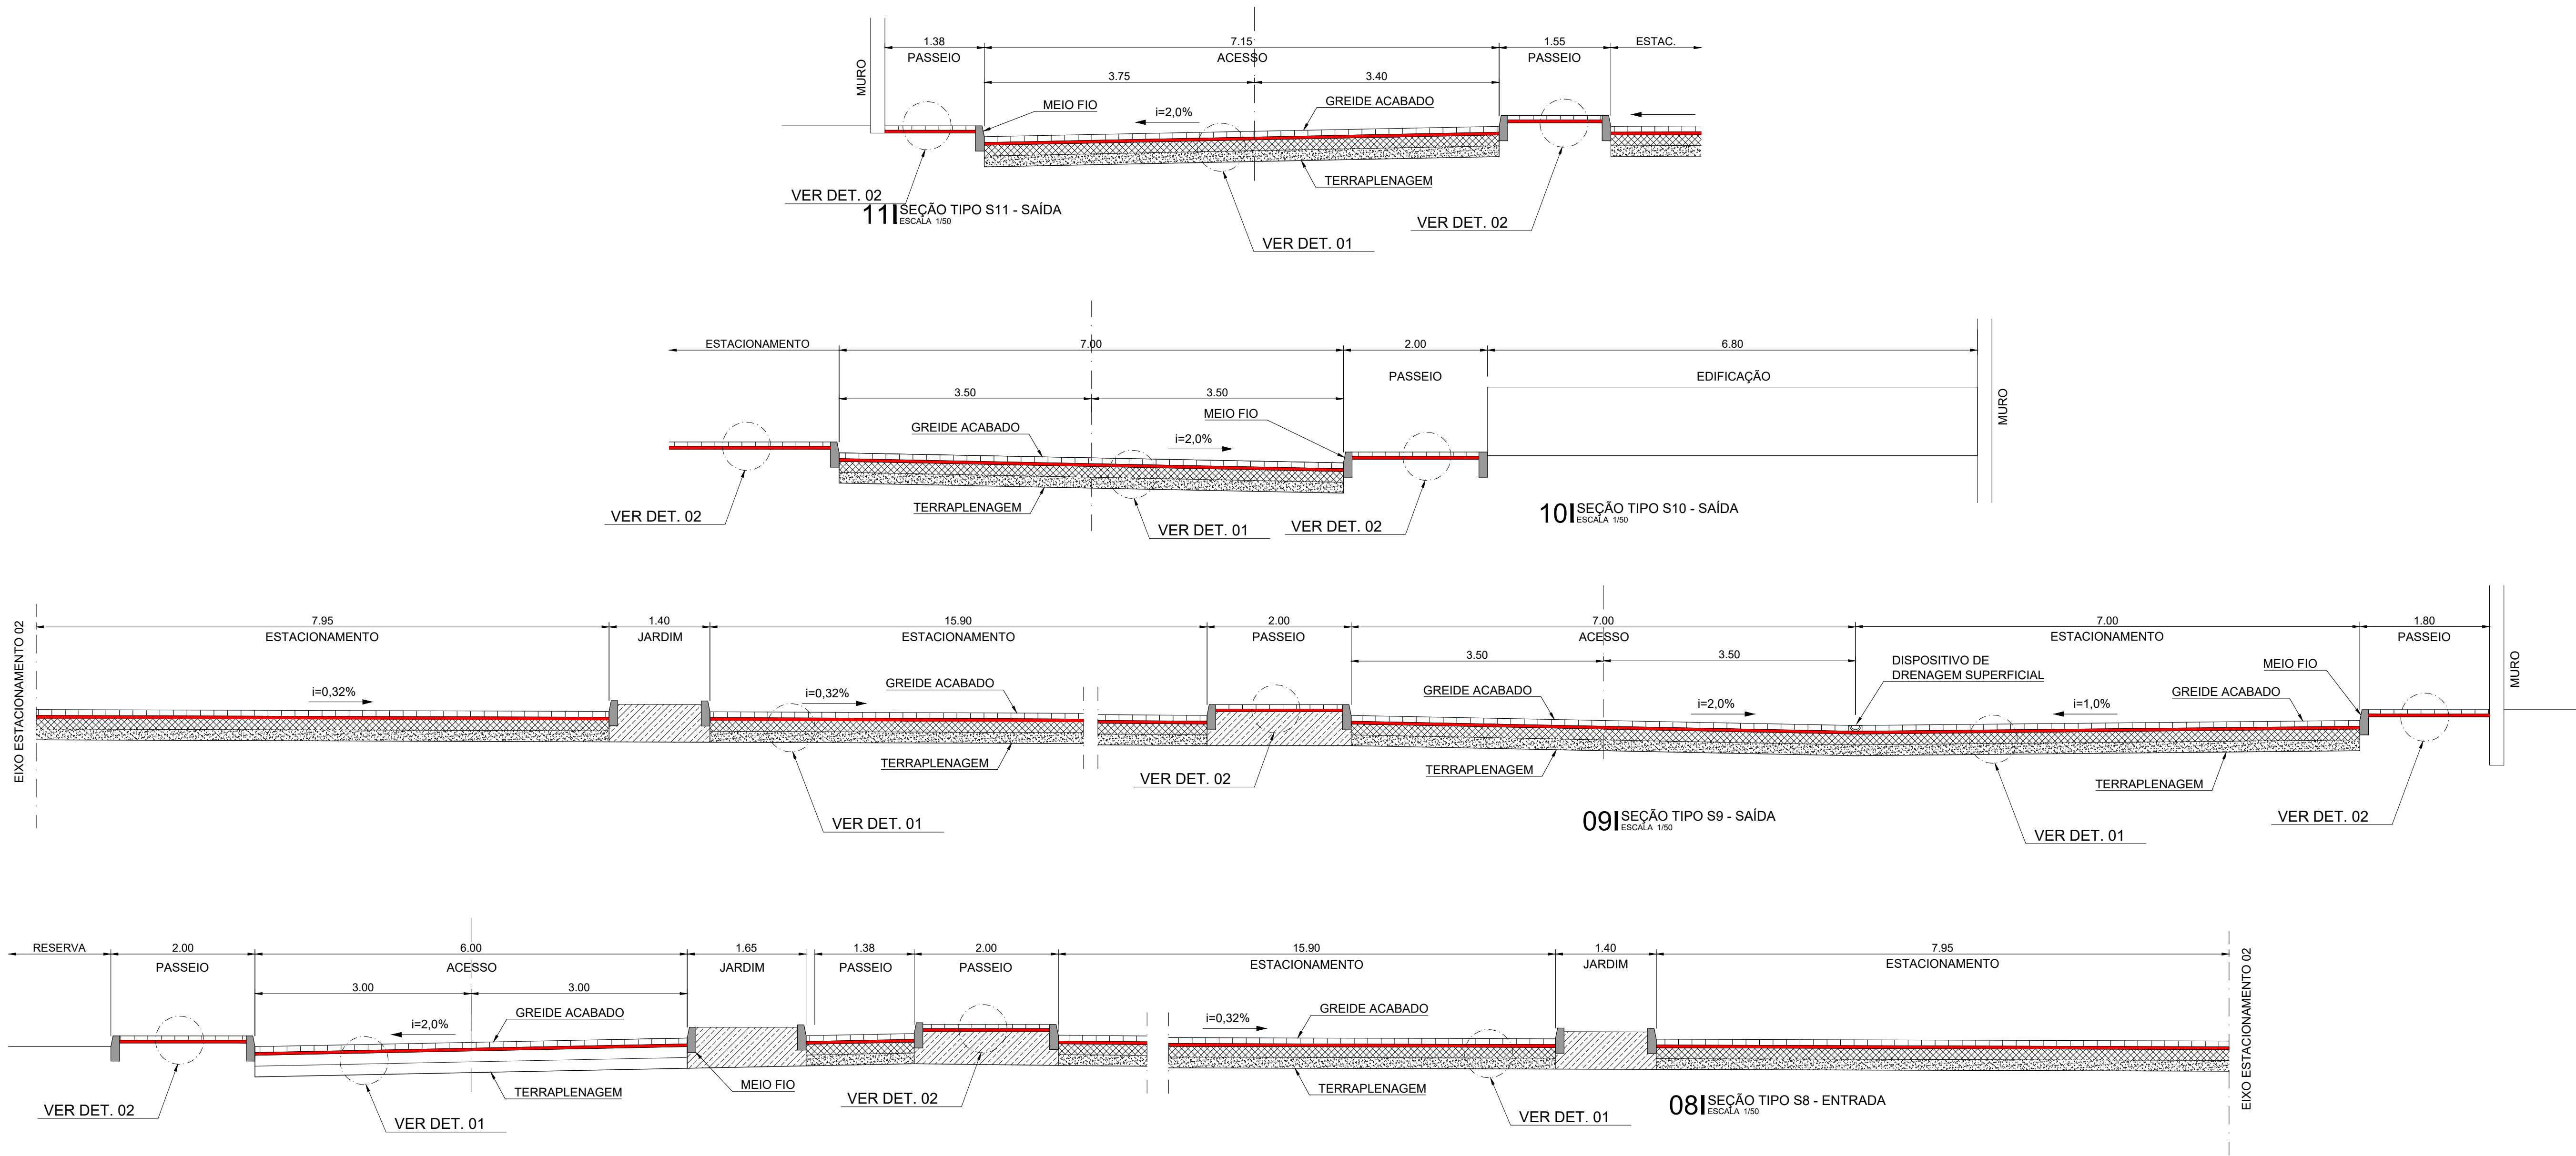 1.38
7.15
1.55
ESTAC.
PASSEIO
ACESSO
PASSEIO
MURO
3.75
3.40
MEIO FIO
i=2,0%
GREIDE ACABADO
TERRAPLENAGEM
VER DET. 02
VER DET. 02
VER DET. 01
11 SEÇÃO TIPO S11 - SAÍDA
ESCALA 1/50
ESTACIONAMENTO
7.00
2.00
6.80
PASSEIO
EDIFICAÇÃO
MURO
3.50
3.50
MEIO FIO
GREIDE ACABADO
i=2,0%
TERRAPLENAGEM
VER DET. 02
VER DET. 01
VER DET. 02
10 SEÇÃO TIPO S10 - SAÍDA
ESCALA 1/50
EIXO ESTACIONAMENTO 02
7.95
1.40
15.90
2.00
7.00
7.00
1.80
ESTACIONAMENTO
JARDIM
ESTACIONAMENTO
PASSEIO
ACESSO
ESTACIONAMENTO
PASSEIO
MURO
3.50
3.50
DISPOSITIVO DE
DRENAGEM SUPERFICIAL
MEIO FIO
i=0,32%
i=0,32%
GREIDE ACABADO
GREIDE ACABADO
i=2,0%
i=1,0%
GREIDE ACABADO
TERRAPLENAGEM
TERRAPLENAGEM
TERRAPLENAGEM
VER DET. 01
VER DET. 02
VER DET. 01
VER DET. 02
09 SEÇÃO TIPO S9 - SAÍDA
ESCALA 1/50
RESERVA
2.00
6.00
1.65
1.38
2.00
15.90
1.40
7.95
PASSEIO
ACESSO
JARDIM
PASSEIO
PASSEIO
ESTACIONAMENTO
JARDIM
ESTACIONAMENTO
EIXO ESTACIONAMENTO 02
3.00
3.00
i=2,0%
GREIDE ACABADO
i=0,32%
GREIDE ACABADO
TERRAPLENAGEM
MEIO FIO
TERRAPLENAGEM
VER DET. 02
VER DET. 01
VER DET. 02
VER DET. 01
08 SEÇÃO TIPO S8 - ENTRADA
ESCALA 1/50